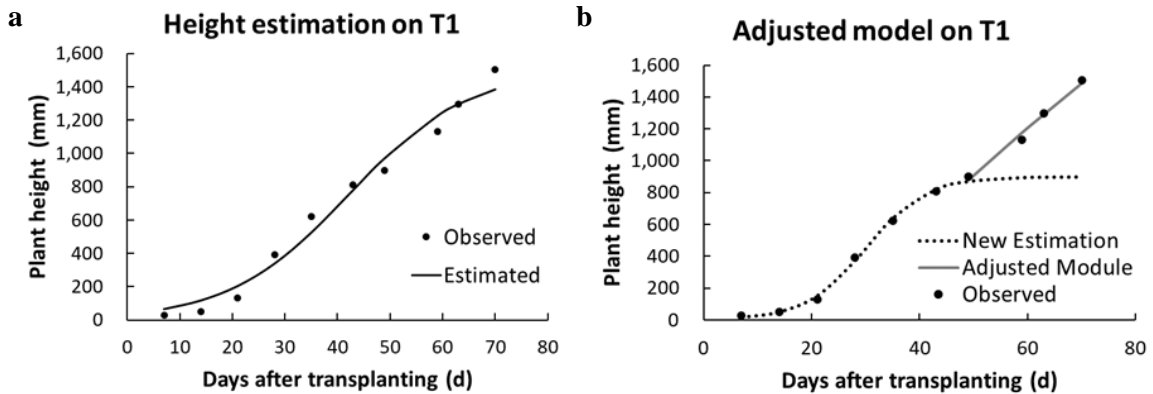 a
Height estimation on T1
1,600
1,400
1,200
1,000
800
600
400
200
0
Plant height (mm)
Observed
Estimated
0 10 20 30 40 50 60 70 80
Days after transplanting (d)
b
Adjusted model on T1
1,600
1,400
1,200
1,000
800
600
400
200
0
Plant height (mm)
New Estimation
Adjusted Module
Observed
0 20 40 60 80
Days after transplanting (d)